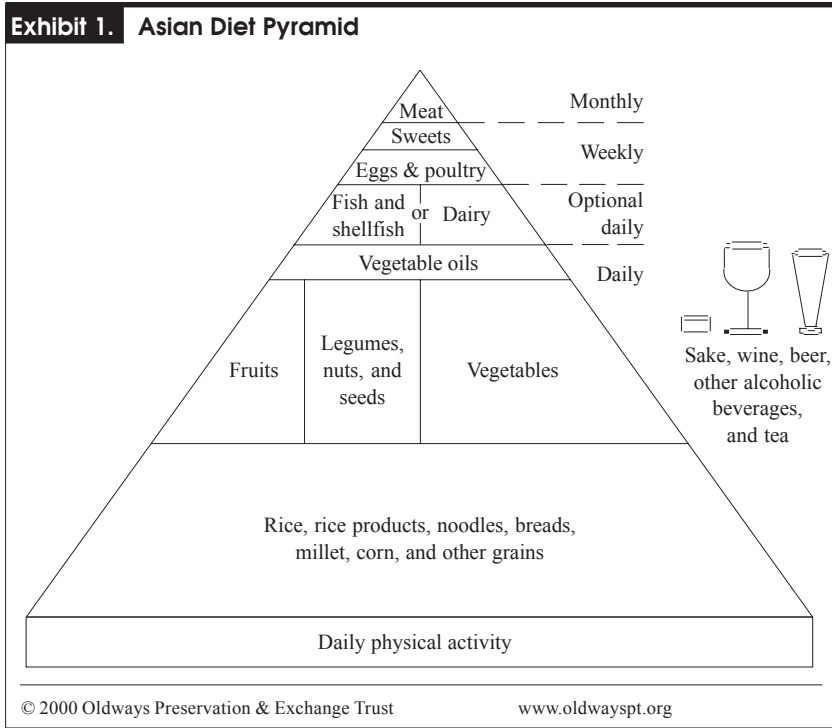 Exhibit 1. Asian Diet Pyramid
Meat
Monthly
Sweets
Weekly
Eggs & poultry
Fish and
shellfish
or
Dairy
Optional
daily
Vegetable oils
Daily
Fruits
Legumes,
nuts, and
seeds
Vegetables
Sake, wine, beer,
other alcoholic
beverages,
and tea
Rice, rice products, noodles, breads,
millet, corn, and other grains
Daily physical activity
© 2000 Oldways Preservation & Exchange Trust www.oldwayspt.org